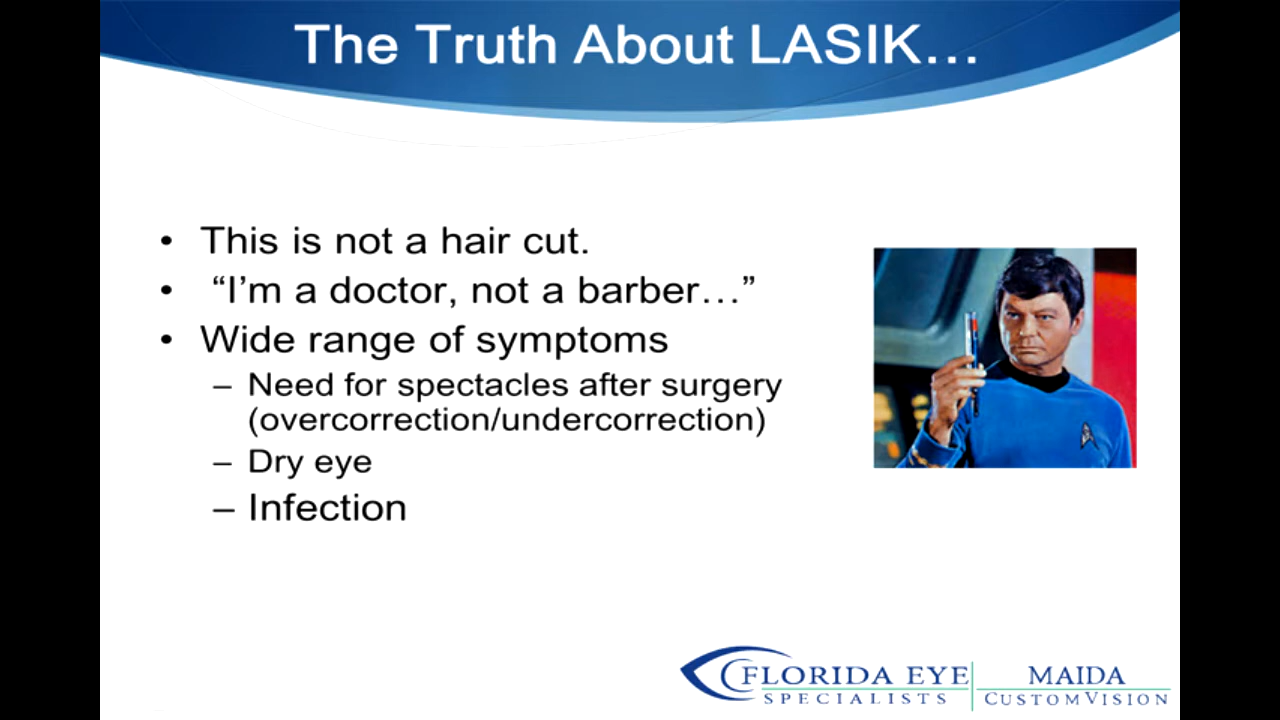 The Truth About LASIK…
• This is not a hair cut.
• “I’m a doctor, not a barber…”
• Wide range of symptoms
– Need for spectacles after surgery
(overcorrection/undercorrection)
– Dry eye
– Infection
FLORIDA EYE
SPECIALISTS
MAIDA
CUSTOMVISION